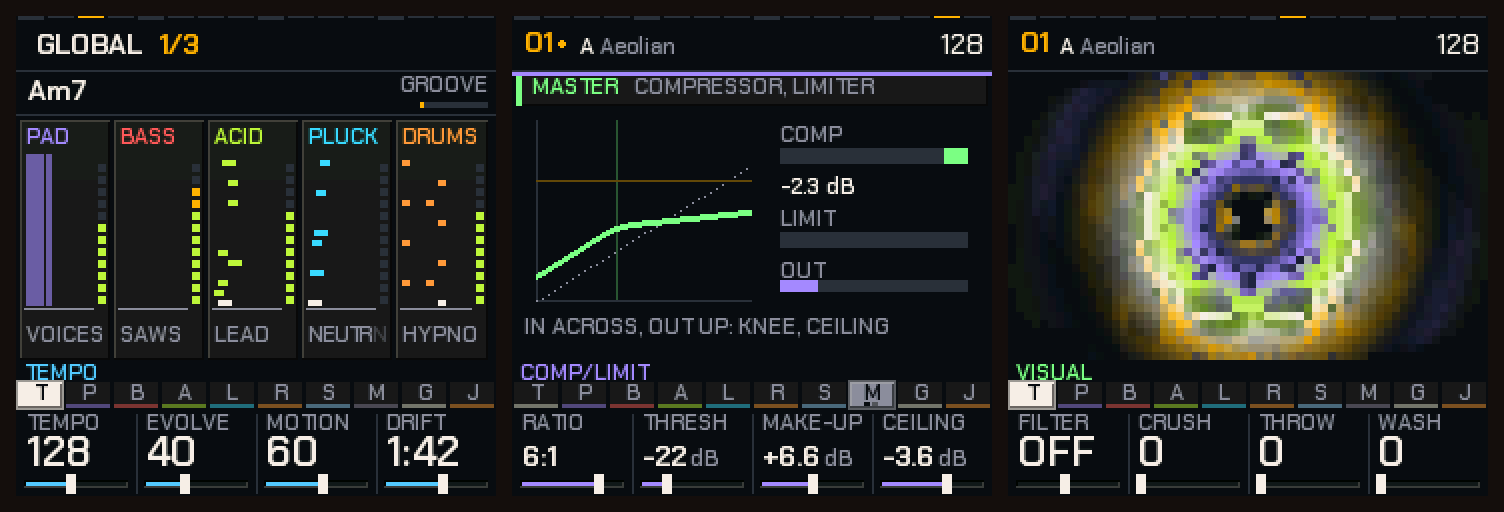 GLOBAL 1/3
Am7 GROOVE
PAD BASS ACID PLUCK DRUMS
VOICES SAWS LEAD NEUTRN HYPNO
TEMPO
T P B A L R S M G J
TEMPO EVOLVE MOTION DRIFT
128 40 60 1:42
01 A Aeolian 128
MASTER COMPRESSOR, LIMITER
COMP
-2.3 dB
LIMIT
OUT
IN ACROSS, OUT UP: KNEE, CEILING
COMP/LIMIT
T P B A L R S M G J
RATIO THRESH MAKE-UP CEILING
6:1 -22 dB +6.6 dB -3.6 dB
01 A Aeolian 128
VISUAL
T P B A L R S M G J
FILTER CRUSH THROW WASH
OFF 0 0 0